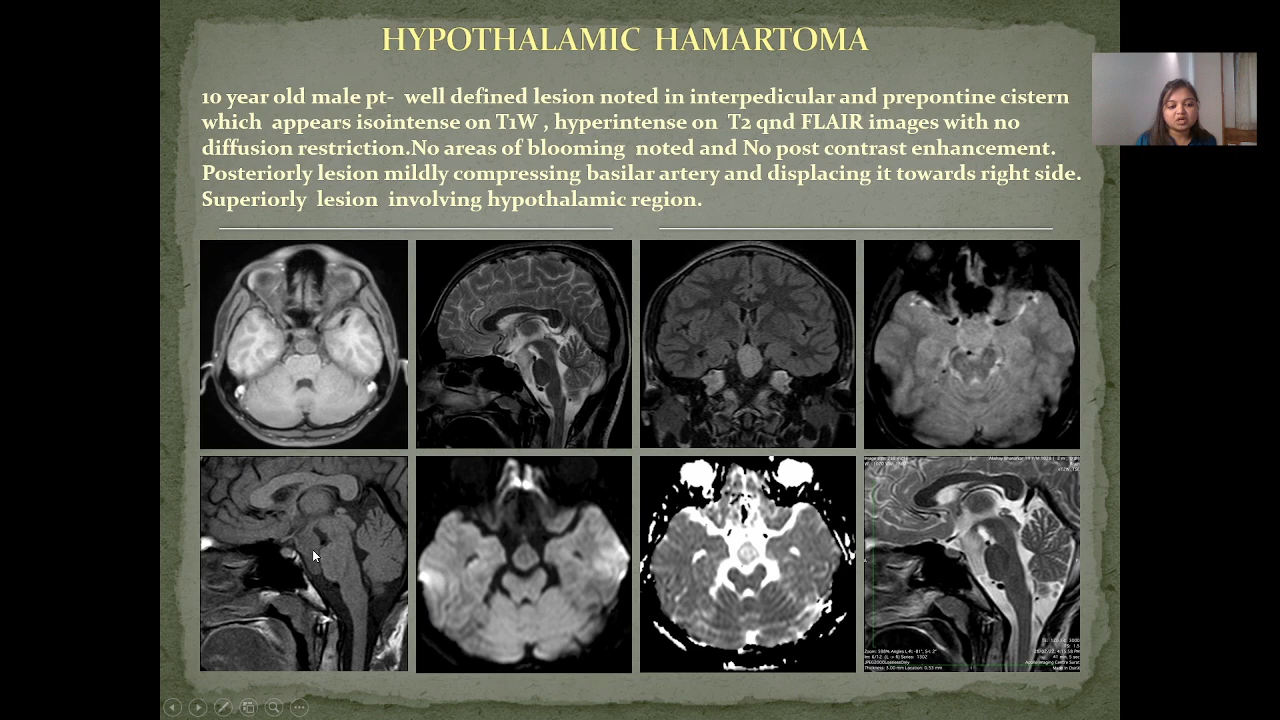 HYPOTHALAMIC HAMARTOMA
10 year old male pt- well defined lesion noted in interpedicular and prepontine cistern
which appears isointense on T1W , hyperintense on T2 qnd FLAIR images with no
diffusion restriction.No areas of blooming noted and No post contrast enhancement.
Posteriorly lesion mildly compressing basilar artery and displacing it towards right side.
Superiorly lesion involving hypothalamic region.